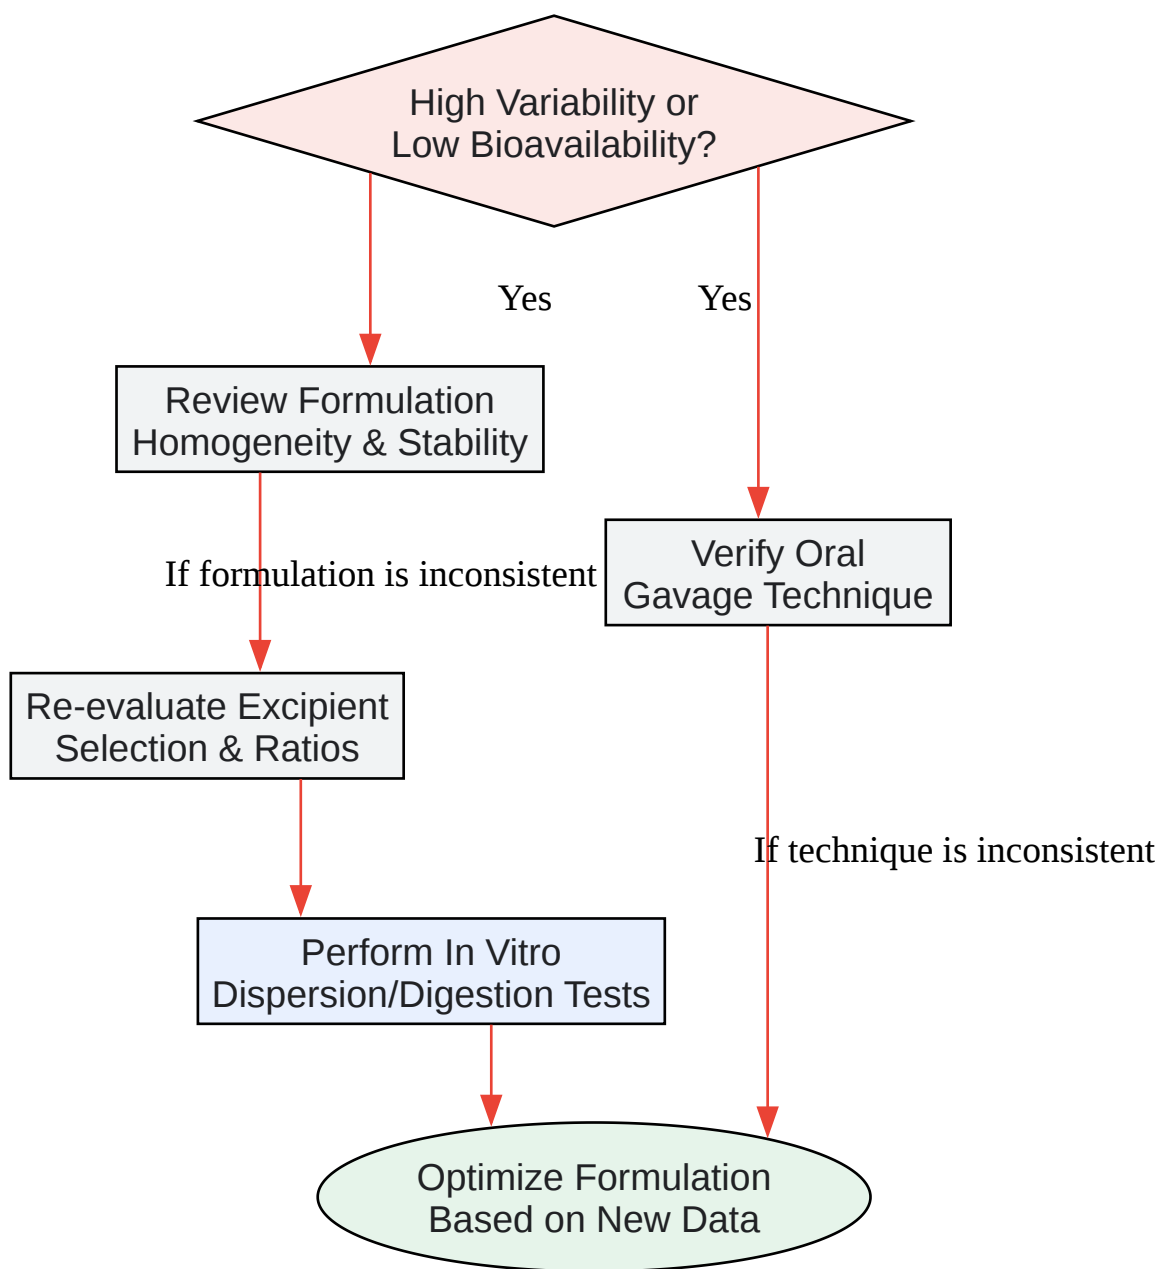 High Variability or
Low Bioavailability?
Yes
Yes
Review Formulation
Homogeneity & Stability
If formulation is inconsistent
Verify Oral
Gavage Technique
Re-evaluate Excipient
Selection & Ratios
If technique is inconsistent
Perform In Vitro
Dispersion/Digestion Tests
Optimize Formulation
Based on New Data